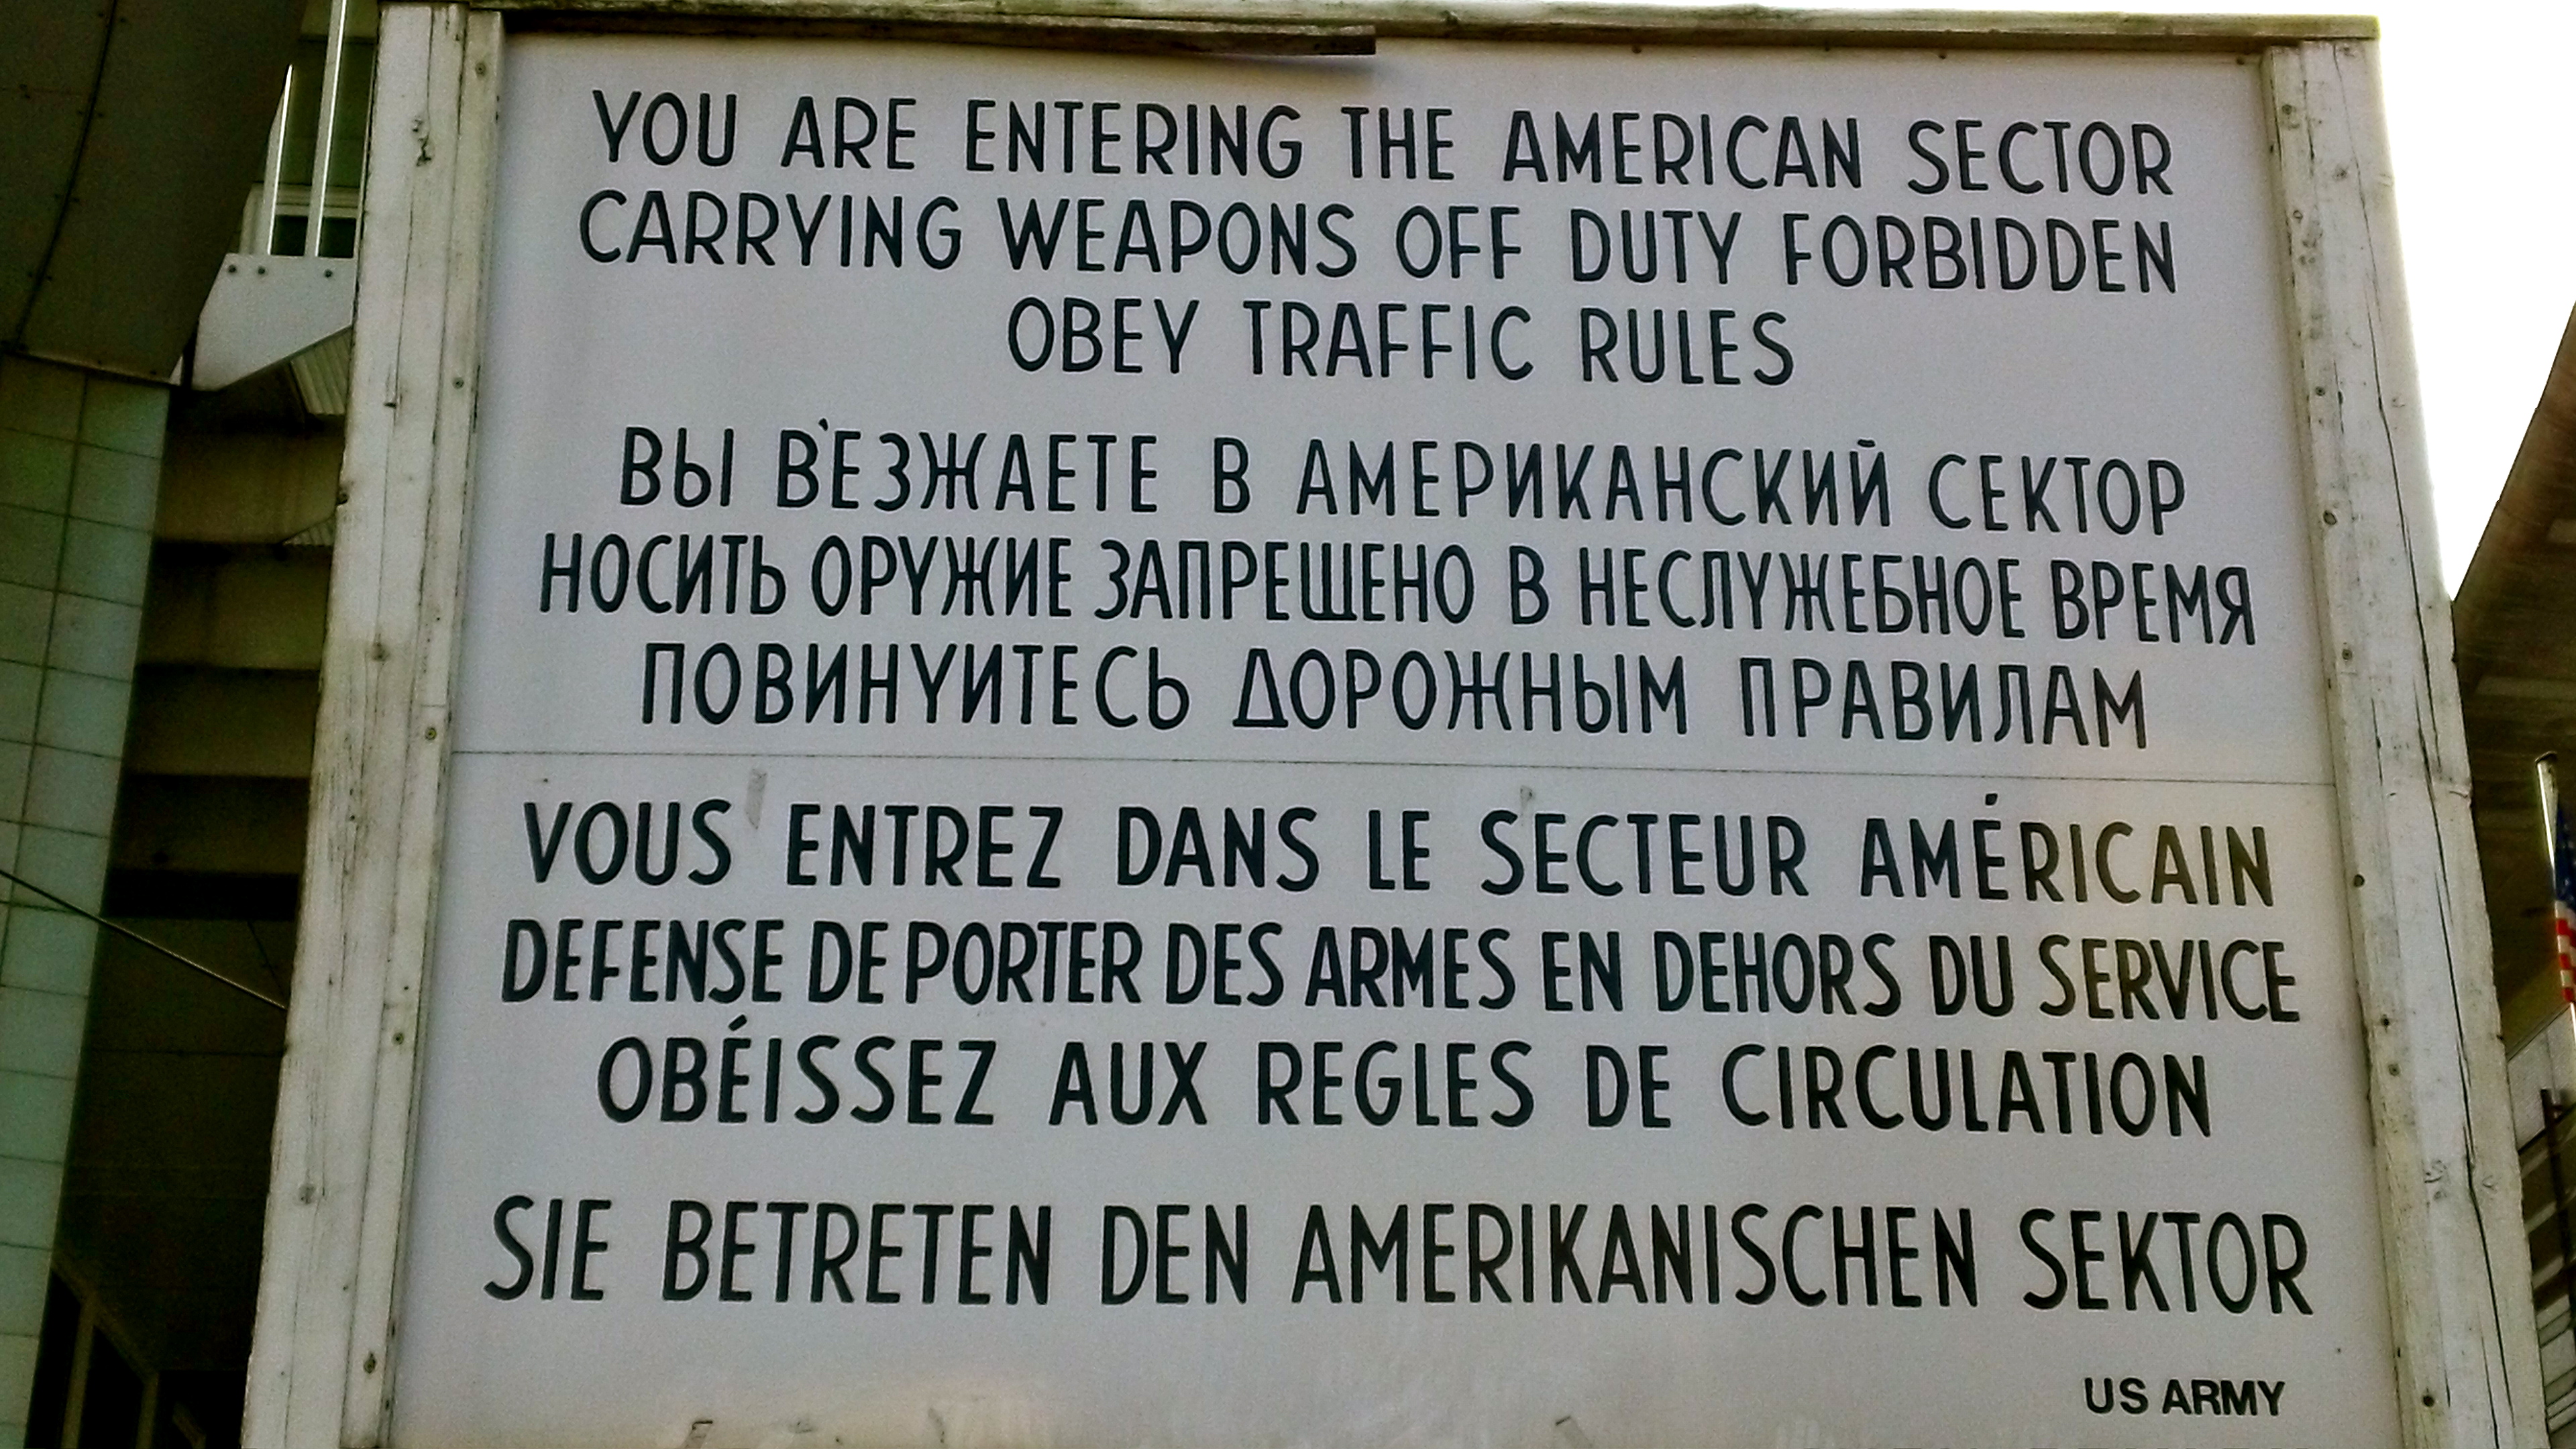 YOU ARE ENTERING THE AMERICAN SECTOR
CARRYING WEAPONS OFF DUTY FORBIDDEN
OBEY TRAFFIC RULES
ВЫ В'ЕЗЖАЕТЕ В АМЕРИКАНСКИЙ СЕКТОР
НОСИТЬ ОРУЖИЕ ЗАПРЕЩЕНО В НЕСЛУЖЕБНОЕ ВРЕМЯ
ПОВИНУИТЕСЬ ДОРОЖНЫМ ПРАВИЛАМ
VOUS ENTREZ DANS LE SECTEUR AMÉRICAIN
DEFENSE DE PORTER DES ARMES EN DEHORS DU SERVICE
OBÉISSEZ AUX REGLES DE CIRCULATION
SIE BETRETEN DEN AMERIKANISCHEN SEKTOR
US ARMY